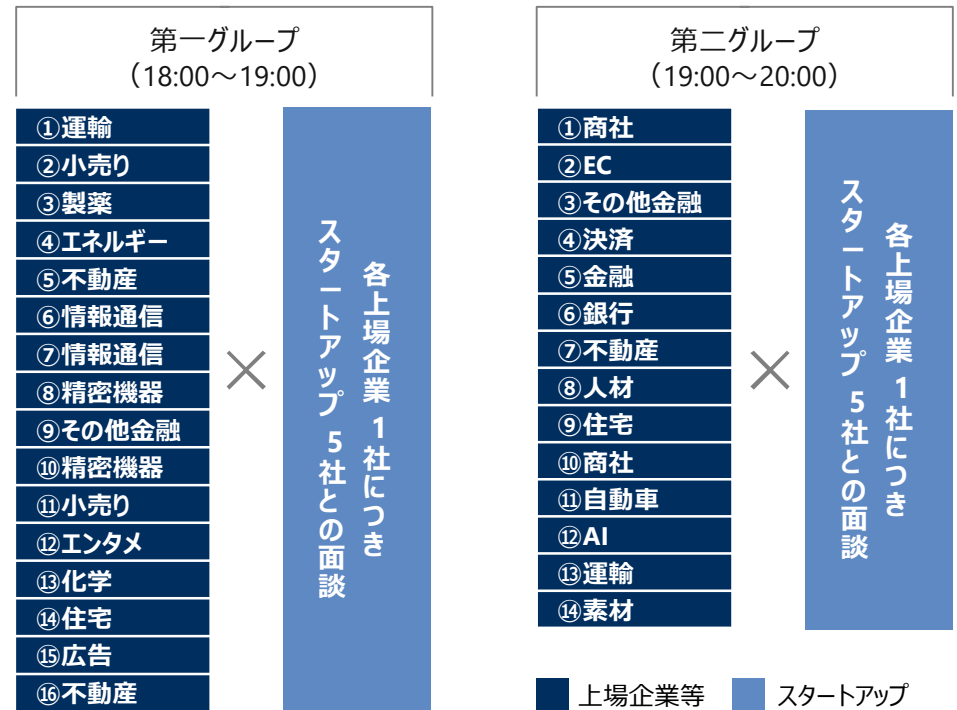 第一グループ
（18:00～19:00）
①運輸
②小売り
③製薬
④エネルギー
⑤不動産
⑥情報通信
⑦情報通信
⑧精密機器
⑨その他金融
⑩精密機器
⑪小売り
⑫エンタメ
⑬化学
⑭住宅
⑮広告
⑯不動産
×
各上場企業 1社につき
スタートアップ 5社との面談
第二グループ
（19:00～20:00）
①商社
②EC
③その他金融
④決済
⑤金融
⑥銀行
⑦不動産
⑧人材
⑨住宅
⑩商社
⑪自動車
⑫AI
⑬運輸
⑭素材
×
各上場企業 1社につき
スタートアップ 5社との面談
上場企業等
スタートアップ